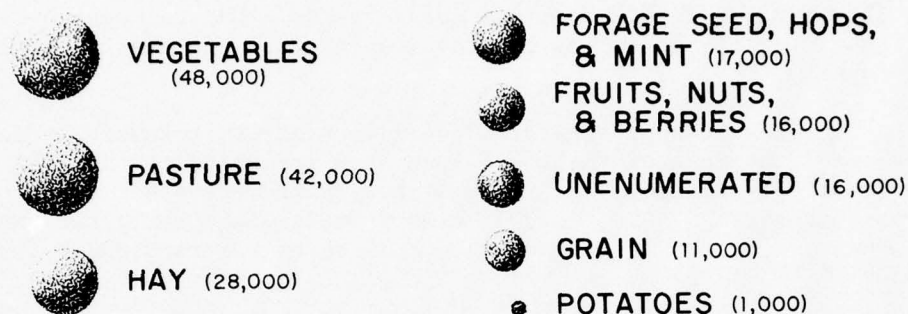 VEGETABLES
(48,000)
PASTURE (42,000)
HAY (28,000)
FORAGE SEED, HOPS,
& MINT (17,000)
FRUITS, NUTS,
& BERRIES (16,000)
UNENUMERATED (16,000)
GRAIN (11,000)
POTATOES (1,000)